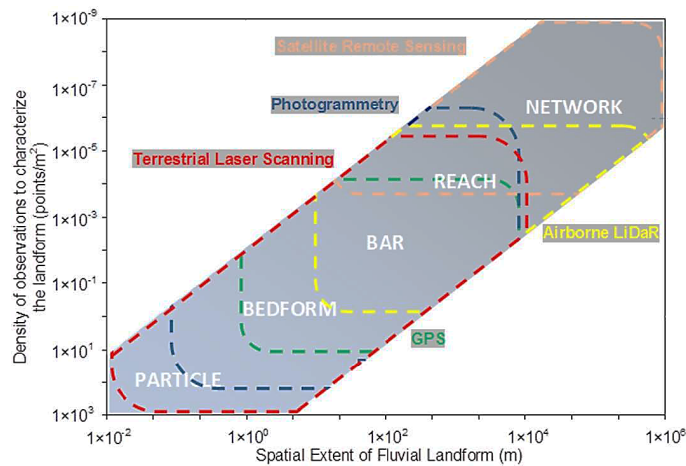 1×10⁻⁹
Satellite Remote Sensing
1×10⁻⁷
Photogrammetry
NETWORK
1×10⁻⁵
Terrestrial Laser Scanning
REACH
1×10⁻³
Airborne LiDaR
BAR
1×10⁻¹
BEDFORM
GPS
1×10¹
PARTICLE
1×10³
Density of observations to characterize
the landform (points/m²)
1×10⁻² 1×10⁰ 1×10² 1×10⁴ 1×10⁶
Spatial Extent of Fluvial Landform (m)